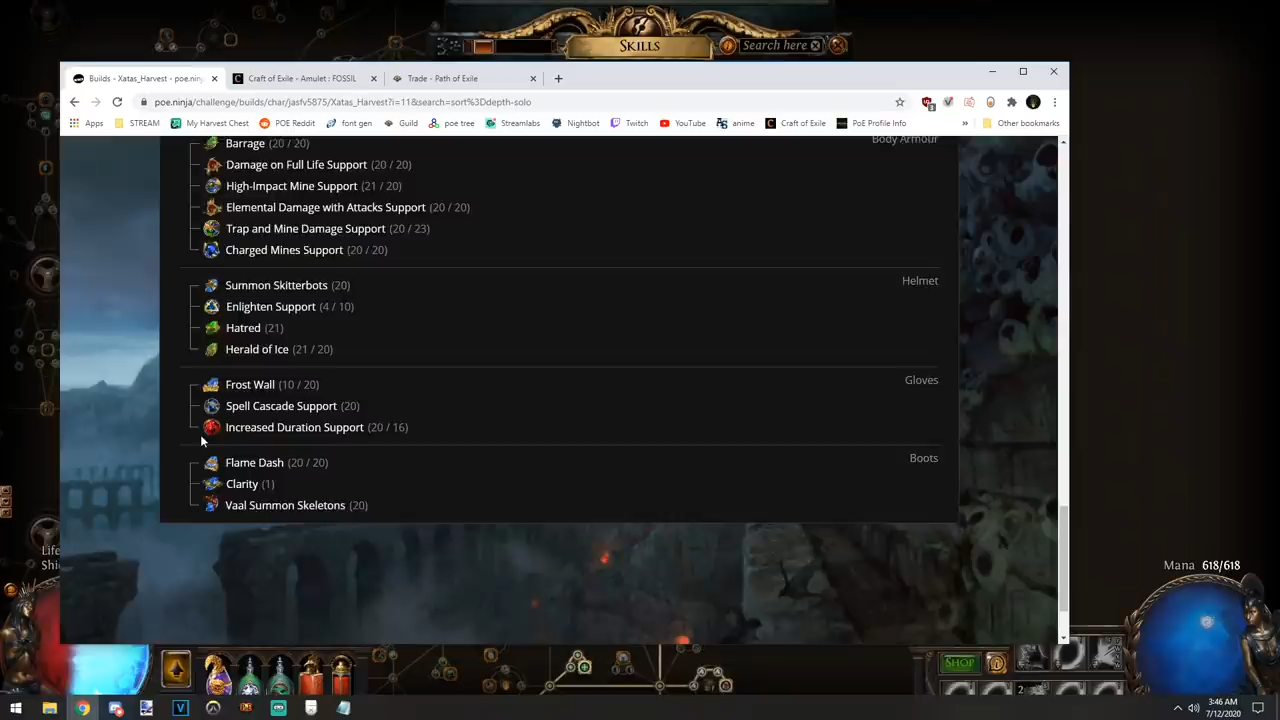 SKILLS
Search here
Builds - Xatas_Harvest - poe.ninj
Craft of Exile - Amulet : FOSSIL
Trade - Path of Exile
poe.ninja/challenge/builds/char/jasfv5875/Xatas_Harvest?i=11&search=sort%3Ddepth-solo
Apps STREAM My Harvest Chest POE Reddit font gen Guild poe tree Streamlabs Nightbot Twitch YouTube anime Craft of Exile PoE Profile Info Other bookmarks
Body Armour
Barrage (20 / 20)
Damage on Full Life Support (20 / 20)
High-Impact Mine Support (21 / 20)
Elemental Damage with Attacks Support (20 / 20)
Trap and Mine Damage Support (20 / 23)
Charged Mines Support (20 / 20)
Helmet
Summon Skitterbots (20)
Enlighten Support (4 / 10)
Hatred (21)
Herald of Ice (21 / 20)
Gloves
Frost Wall (10 / 20)
Spell Cascade Support (20)
Increased Duration Support (20 / 16)
Boots
Flame Dash (20 / 20)
Clarity (1)
Vaal Summon Skeletons (20)
Life
Shi
Mana 618/618
SHOP
2
3:46 AM
7/12/2020